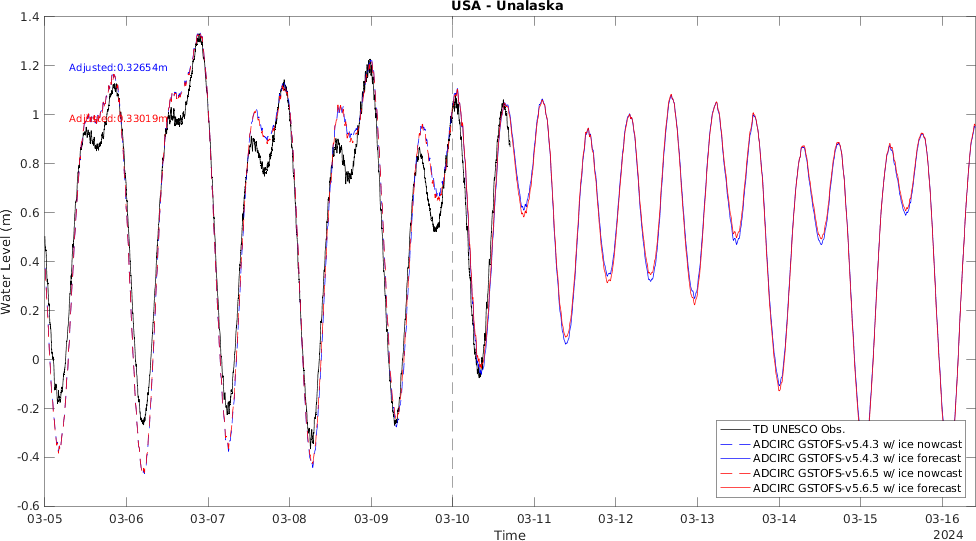 USA - Unalaska
1.4
1.2
1
0.8
0.6
0.4
0.2
0
-0.2
-0.4
-0.6
Water Level (m)
Adjusted:0.32654m
Adjusted:0.33019m
TD UNESCO Obs.
ADCIRC GSTOFS-v5.4.3 w/ ice nowcast
ADCIRC GSTOFS-v5.4.3 w/ ice forecast
ADCIRC GSTOFS-v5.6.5 w/ ice nowcast
ADCIRC GSTOFS-v5.6.5 w/ ice forecast
03-05 03-06 03-07 03-08 03-09 03-10 03-11 03-12 03-13 03-14 03-15 03-16
Time
2024